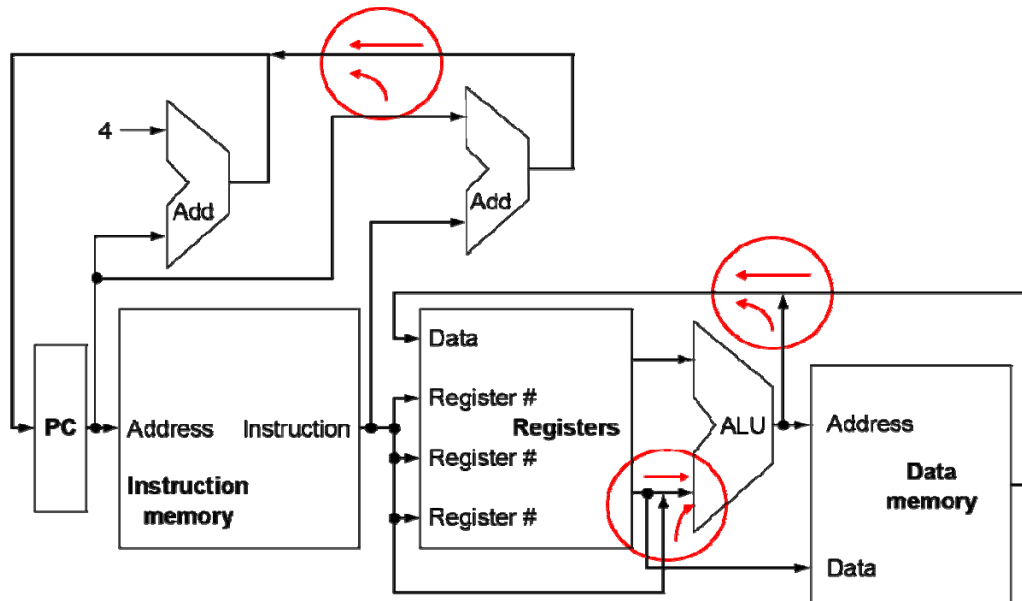 4
Add
Add
Data
Register #
PC
Address
Instruction
Registers
ALU
Address
Register #
Instruction
memory
Data
memory
Register #
Data